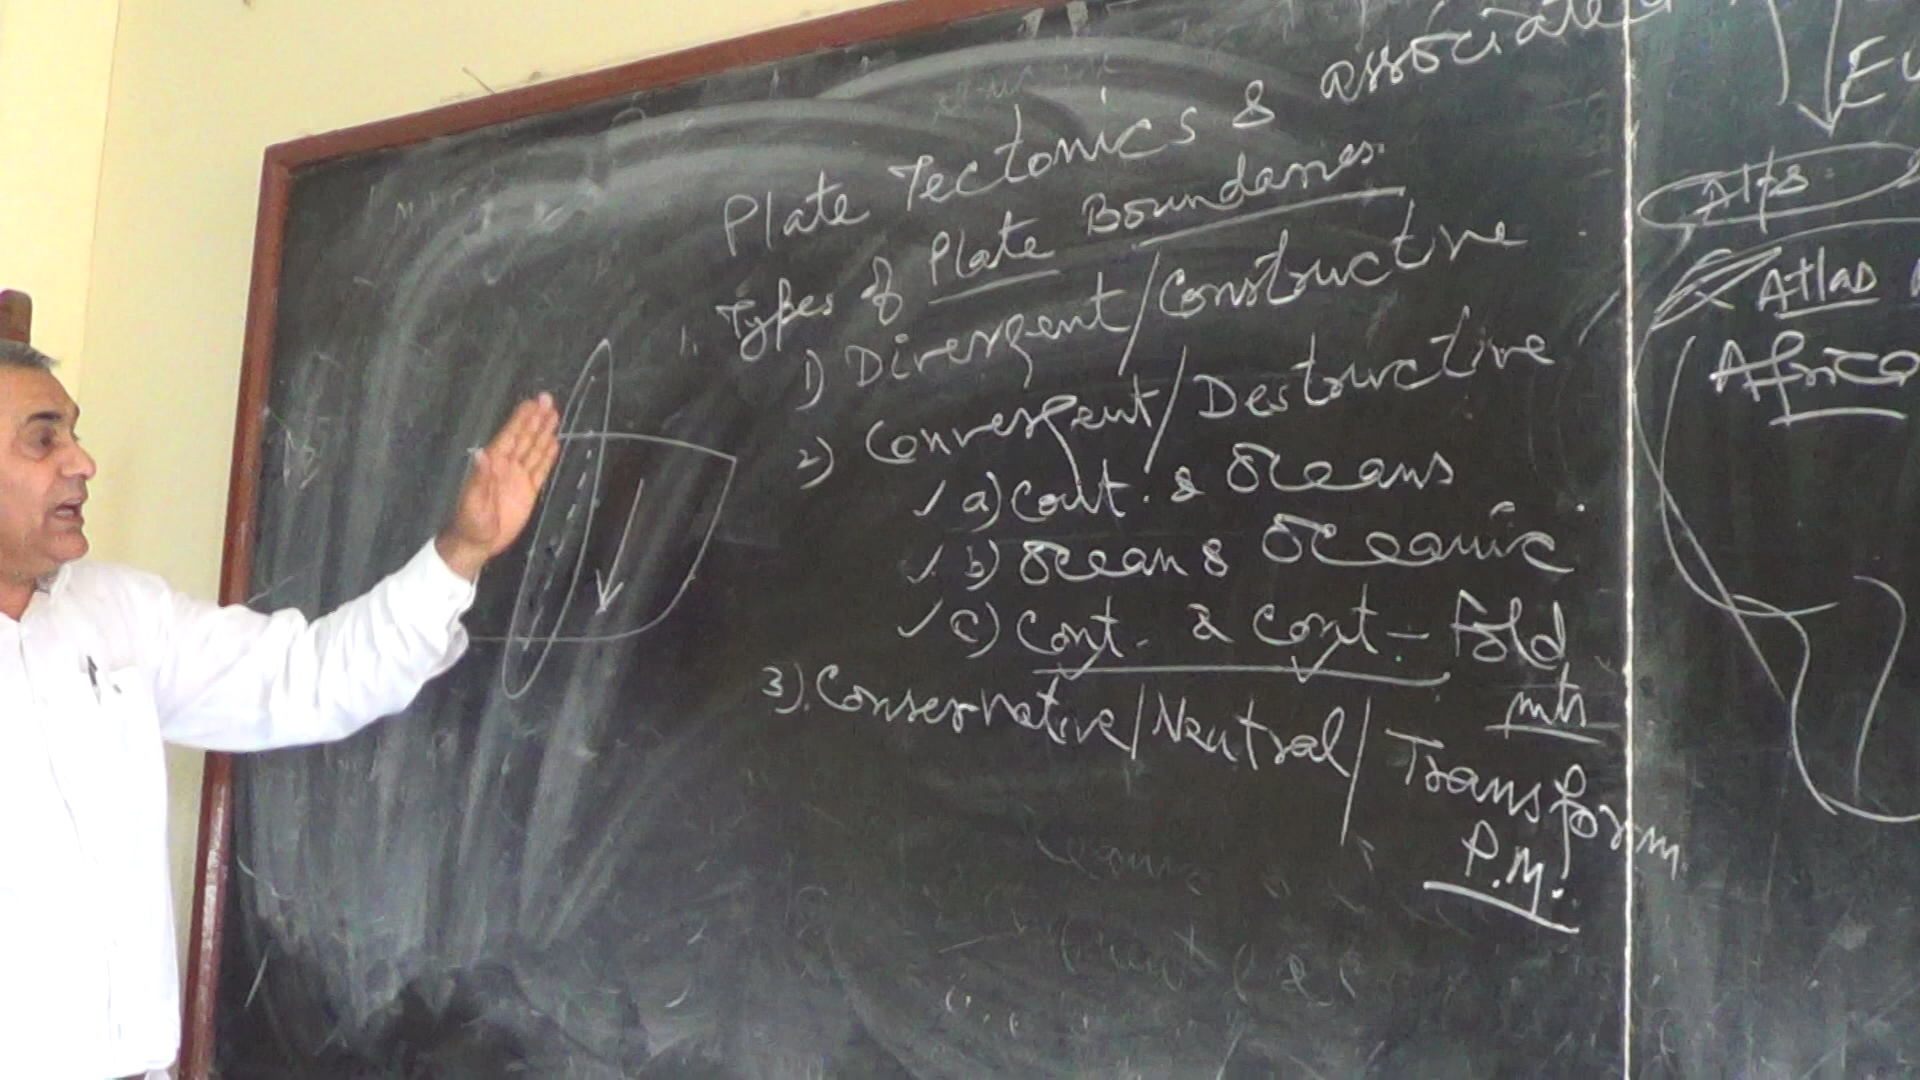 Plate Tectonics & associated
Types of Plate Boundaries.
1) Divergent/Constructive
2) Convergent/Destructive
a) Cont. & Oceans
b) Ocean & Oceanic
c) Cont. & Cont. - Fold
mts
3). Conservative/Neutral/Transform
P.M.
Alps
Atlas
Africa